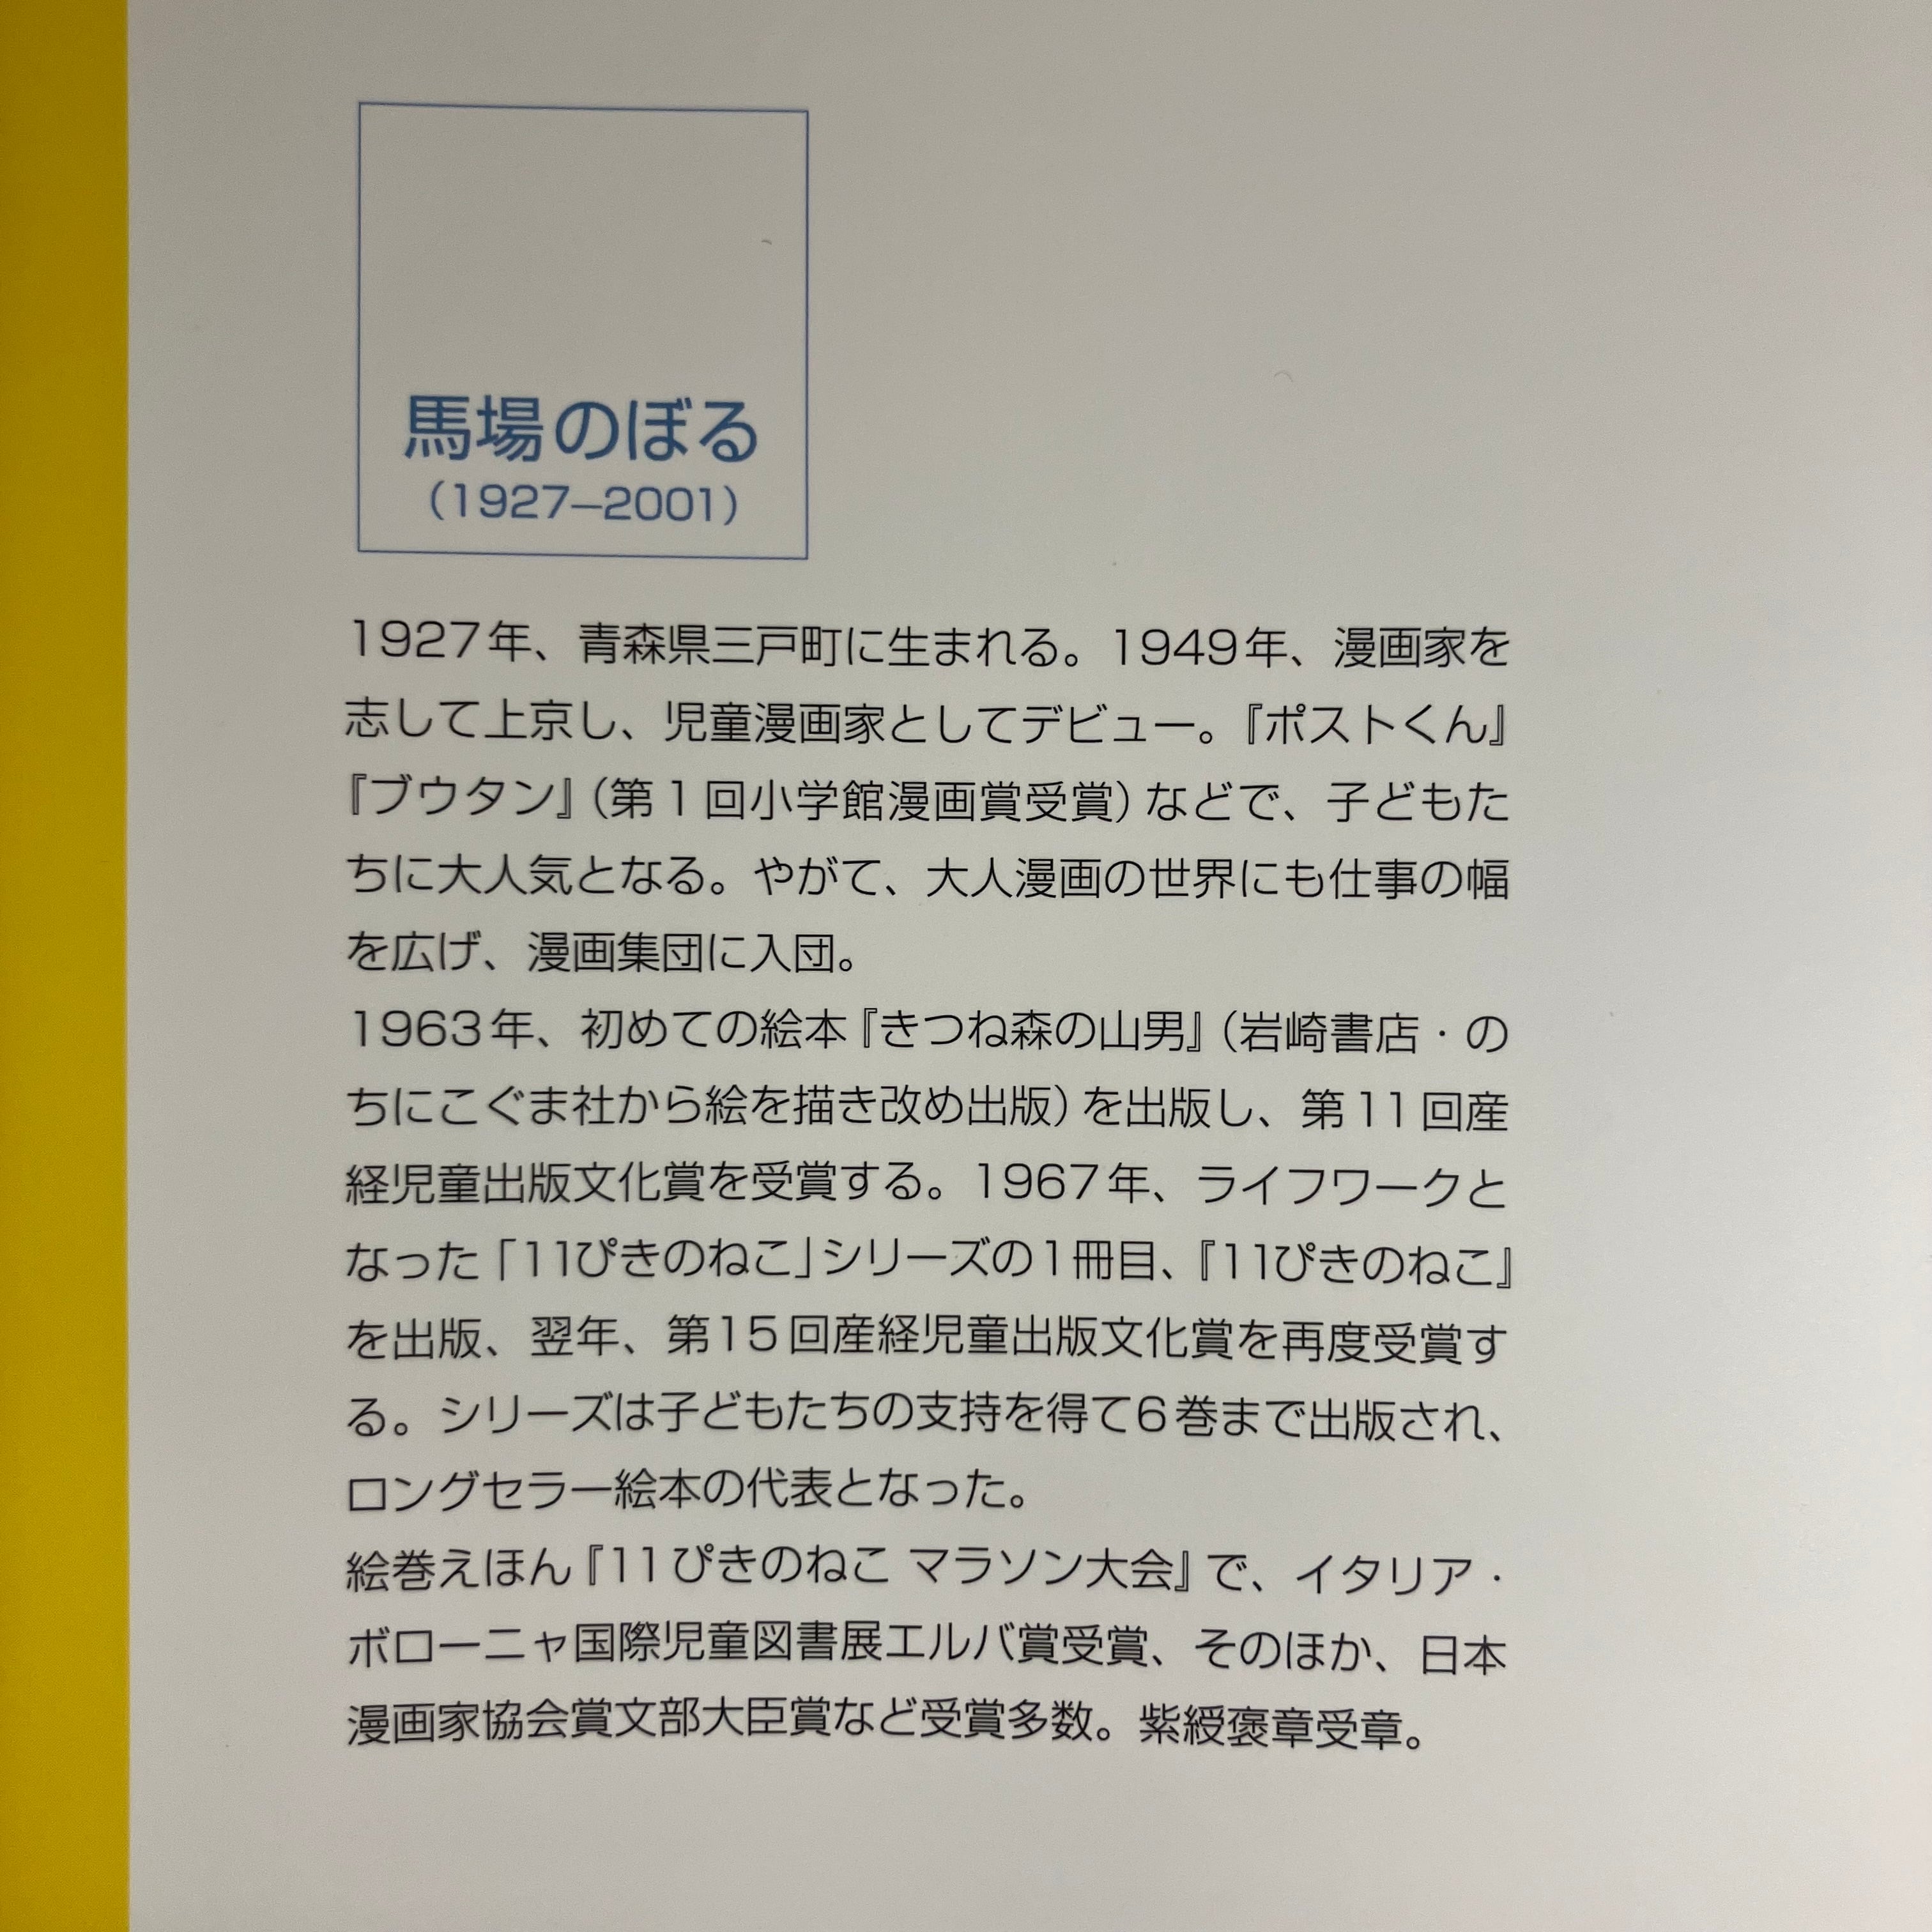 馬場のぼる
（1927–2001）
1927年、青森県三戸町に生まれる。1949年、漫画家を
志して上京し、児童漫画家としてデビュー。『ポストくん』
『ブウタン』（第1回小学館漫画賞受賞）などで、子どもた
ちに大人気となる。やがて、大人漫画の世界にも仕事の幅
を広げ、漫画集団に入団。
1963年、初めての絵本『きつね森の山男』（岩崎書店・の
ちにこぐま社から絵を描き改め出版）を出版し、第11回産
経児童出版文化賞を受賞する。1967年、ライフワークと
なった「11ぴきのねこ」シリーズの1冊目、『11ぴきのねこ』
を出版、翌年、第15回産経児童出版文化賞を再度受賞す
る。シリーズは子どもたちの支持を得て6巻まで出版され、
ロングセラー絵本の代表となった。
絵巻えほん『11ぴきのねこ マラソン大会』で、イタリア・
ボローニャ国際児童図書展エルバ賞受賞、そのほか、日本
漫画家協会賞文部大臣賞など受賞多数。紫綬褒章受章。